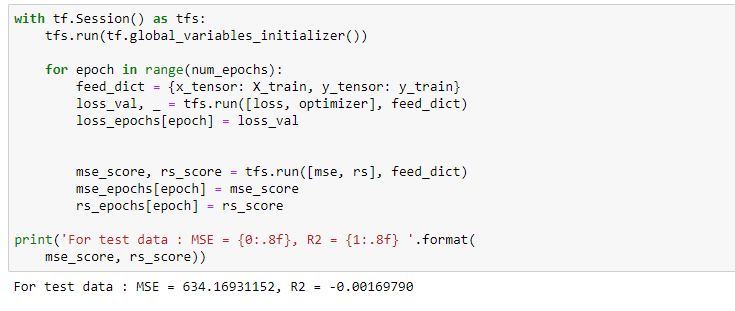 with tf.Session() as tfs:
    tfs.run(tf.global_variables_initializer())
    for epoch in range(num_epochs):
        feed_dict = {x_tensor: X_train, y_tensor: y_train}
        loss_val, _ = tfs.run([loss, optimizer], feed_dict)
        loss_epochs[epoch] = loss_val
        mse_score, rs_score = tfs.run([mse, rs], feed_dict)
        mse_epochs[epoch] = mse_score
        rs_epochs[epoch] = rs_score
print('For test data : MSE = {0:.8f}, R2 = {1:.8f} '.format(
    mse_score, rs_score))
For test data : MSE = 634.16931152, R2 = -0.00169790